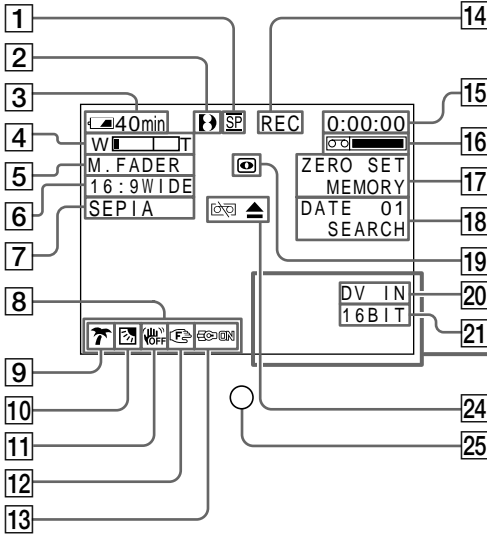 1
14
2
3
15
40min
SP
REC
0:00:00
4
W T
16
5
M.FADER
ZERO SET
MEMORY
17
6
16:9WIDE
DATE 01
SEARCH
18
7
SEPIA
19
8
DV IN
20
16BIT
21
OFF
F
ON
9
10
24
11
25
12
13